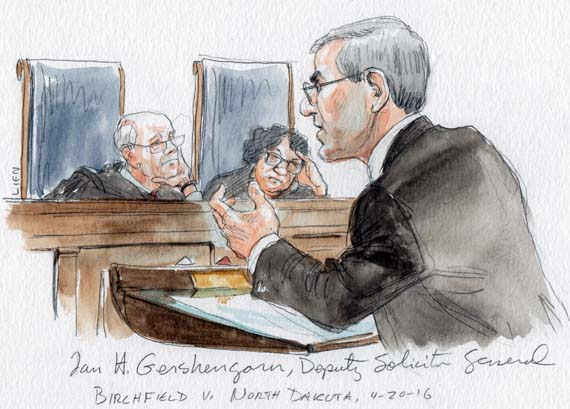 LIEN
Ian H. Gershengorn, Deputy Solicitor General
BIRCHFIELD V. NORTH DAKOTA, 4-20-16